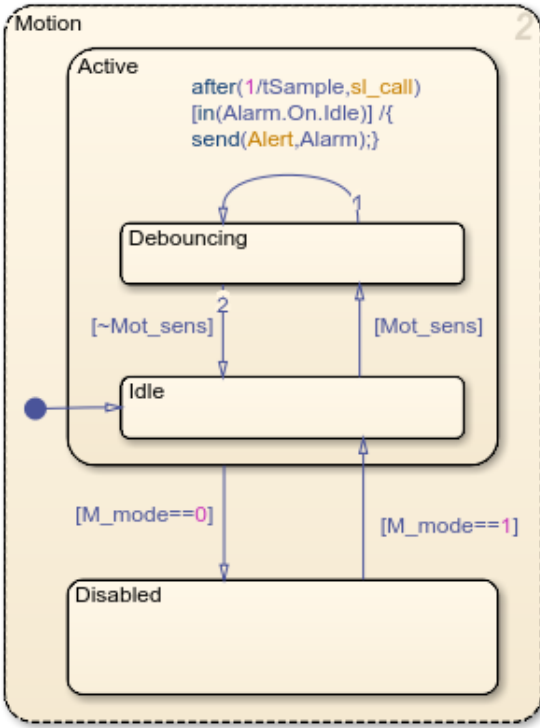 Motion
2
Active
after(1/tSample,sl_call)
[in(Alarm.On.Idle)] /{
send(Alert,Alarm);}
1
Debouncing
2
[~Mot_sens]
[Mot_sens]
Idle
[M_mode==0]
[M_mode==1]
Disabled